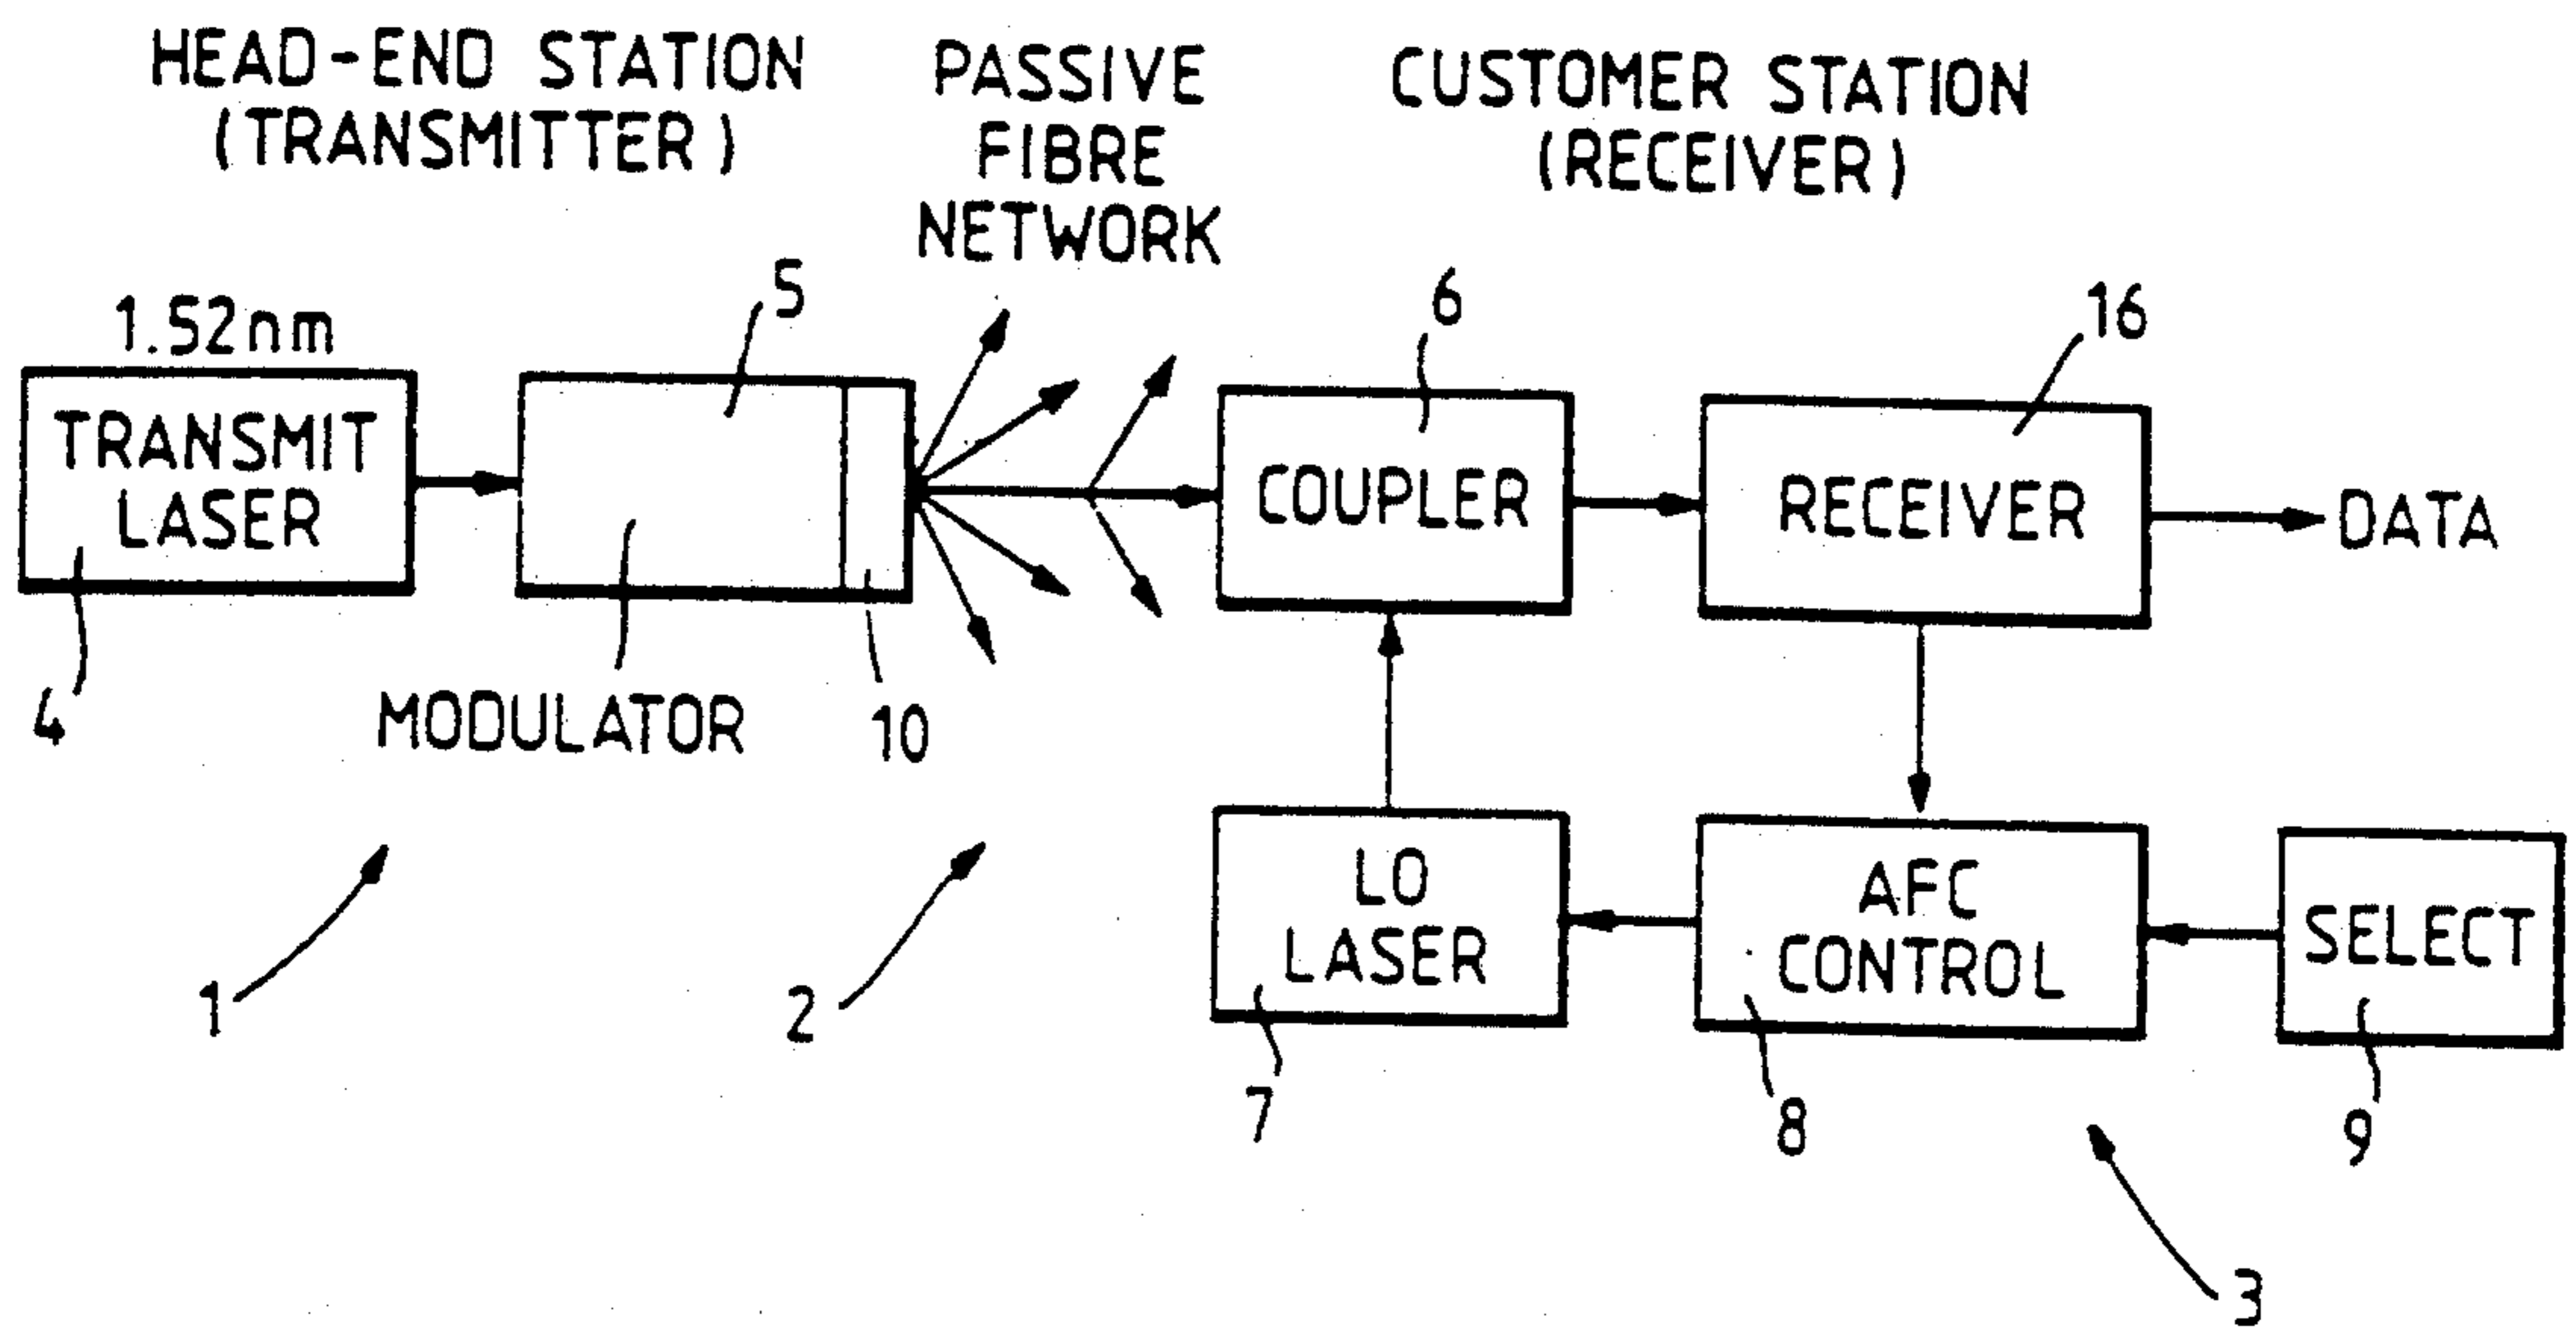 HEAD-END STATION
(TRANSMITTER)
PASSIVE
FIBRE
NETWORK
CUSTOMER STATION
(RECEIVER)
1.52nm
5
6
16
TRANSMIT
LASER
COUPLER
RECEIVER
DATA
4
MODULATOR
10
LO
LASER
AFC
CONTROL
SELECT
1
2
7
8
9
3